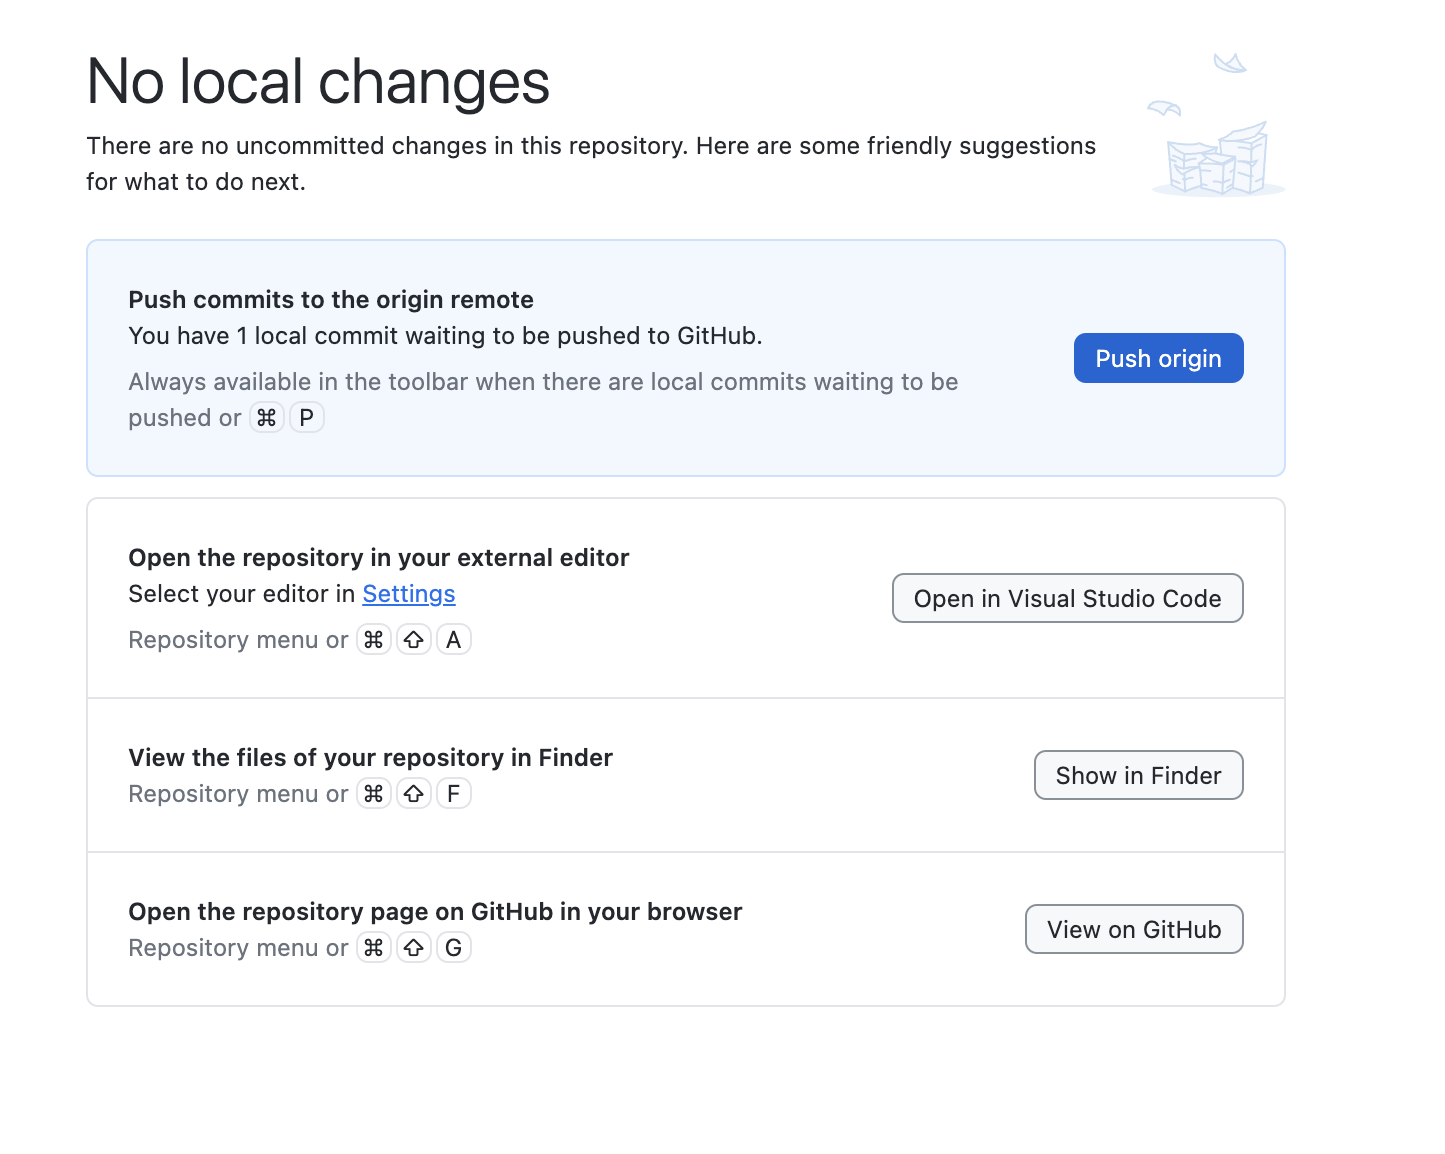 No local changes
There are no uncommitted changes in this repository. Here are some friendly suggestions
for what to do next.
Push commits to the origin remote
You have 1 local commit waiting to be pushed to GitHub.
Always available in the toolbar when there are local commits waiting to be
pushed or ⌘ P
Push origin
Open the repository in your external editor
Select your editor in Settings
Repository menu or ⌘ ⇧ A
Open in Visual Studio Code
View the files of your repository in Finder
Repository menu or ⌘ ⇧ F
Show in Finder
Open the repository page on GitHub in your browser
Repository menu or ⌘ ⇧ G
View on GitHub